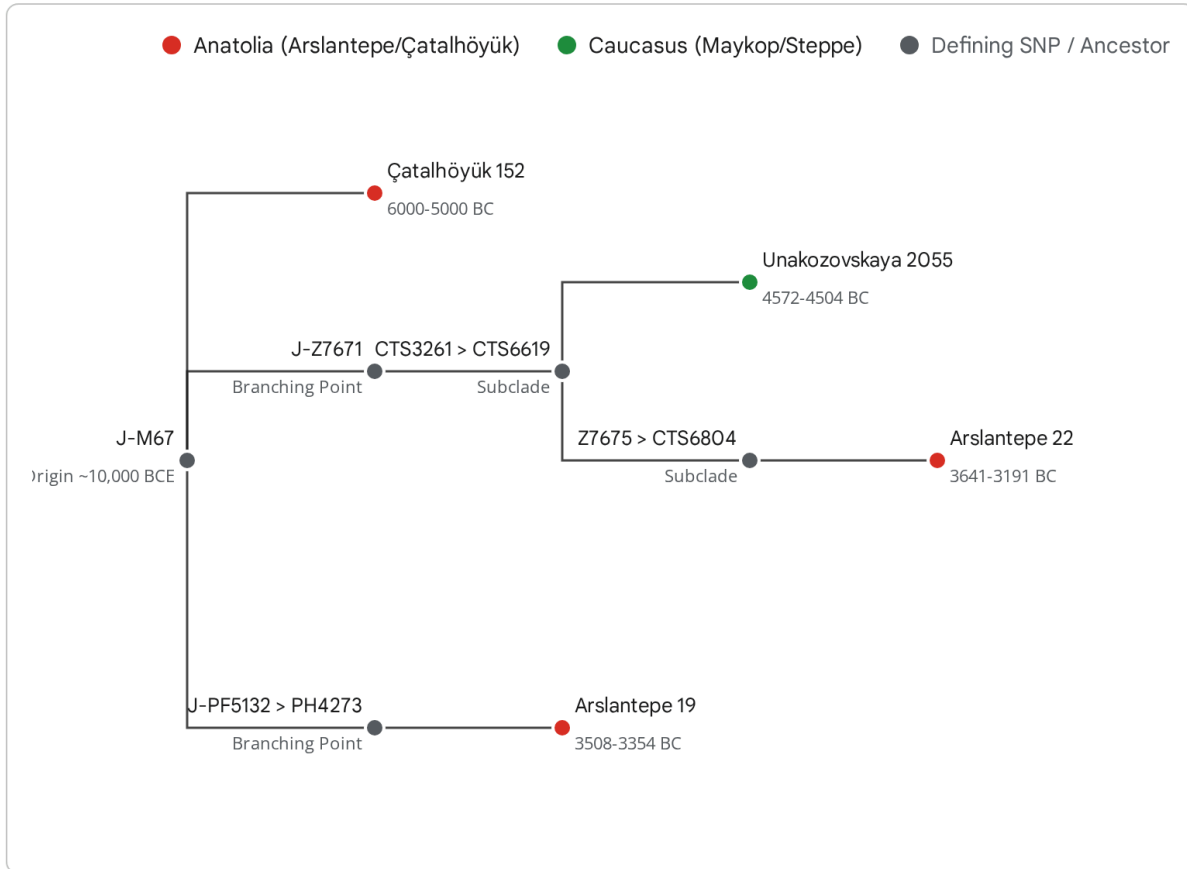 Anatolia (Arslantepe/Çatalhöyük)
Caucasus (Maykop/Steppe)
Defining SNP / Ancestor
Çatalhöyük 152
6000-5000 BC
Unakozovskaya 2055
4572-4504 BC
J-Z7671
Branching Point
CTS3261 > CTS6619
Subclade
J-M67
rigin ~10,000 BCE
Z7675 > CTS6804
Subclade
Arslantepe 22
3641-3191 BC
J-PF5132 > PH4273
Branching Point
Arslantepe 19
3508-3354 BC